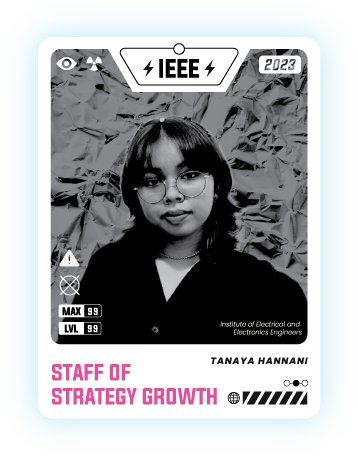 IEEE
2023
MAX 99
LVL 99
Institute of Electrical and
Electronics Engineers
TANAYA HANNANI
STAFF OF
STRATEGY GROWTH